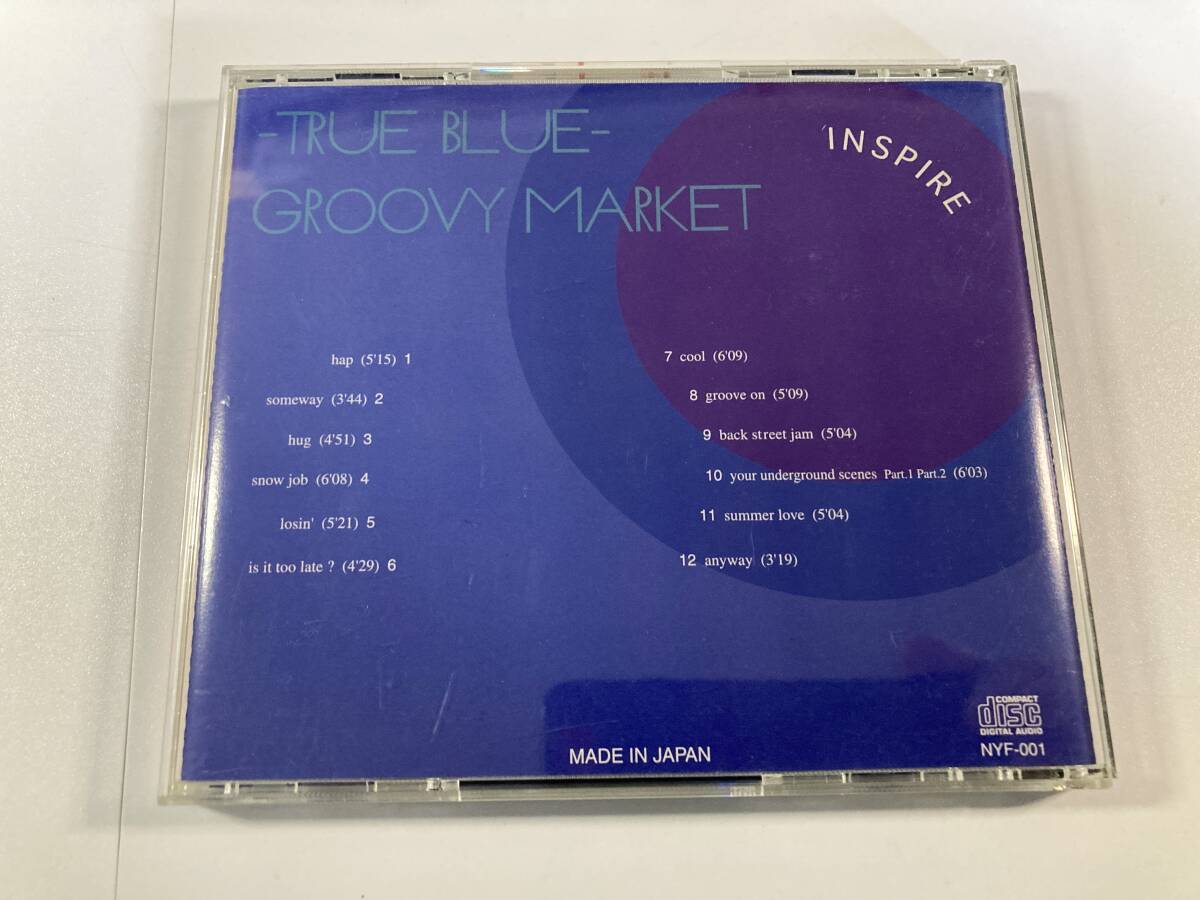 -TRUE BLUE-
GROOVY MARKET
INSPIRE
hap (5'15) 1
someway (3'44) 2
hug (4'51) 3
snow job (6'08) 4
losin' (5'21) 5
is it too late ? (4'29) 6
7 cool (6'09)
8 groove on (5'09)
9 back street jam (5'04)
10 your underground scenes Part.1 Part.2 (6'03)
11 summer love (5'04)
12 anyway (3'19)
MADE IN JAPAN
COMPACT
disc
DIGITAL AUDIO
NYF-001